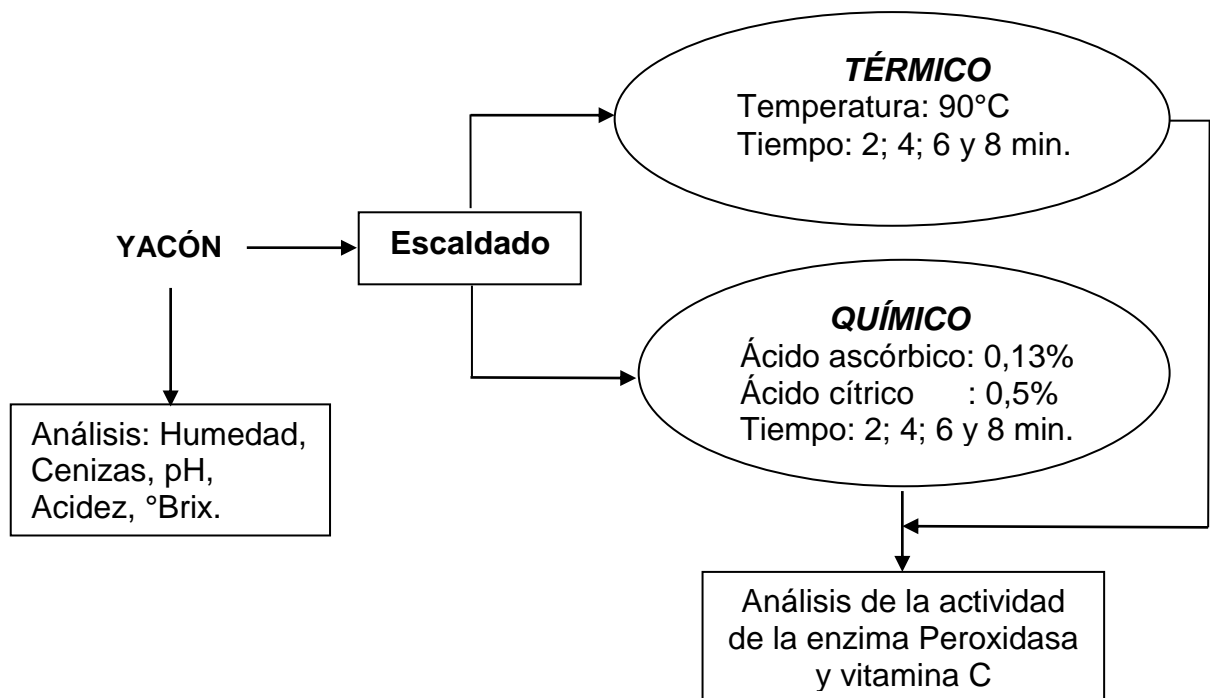 TÉRMICO
Temperatura: 90°C
Tiempo: 2; 4; 6 y 8 min.
YACÓN
Escaldado
QUÍMICO
Ácido ascórbico: 0,13%
Ácido cítrico : 0,5%
Tiempo: 2; 4; 6 y 8 min.
Análisis: Humedad,
Cenizas, pH,
Acidez, °Brix.
Análisis de la actividad
de la enzima Peroxidasa
y vitamina C